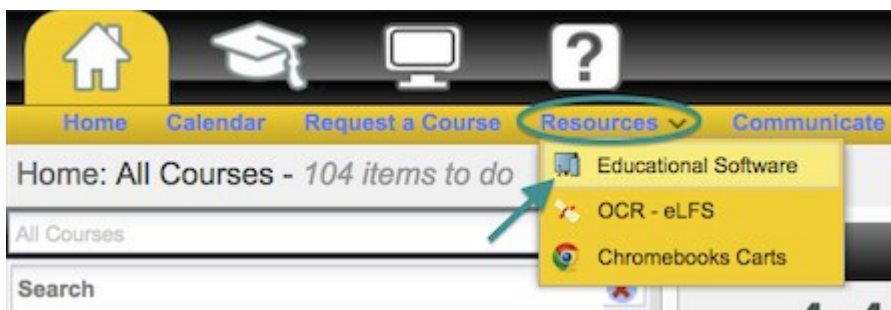 ?
Home Calendar Request a Course Resources Communicate
Home: All Courses - 104 items to do
Educational Software
All Courses
OCR - eLFS
Chromebooks Carts
Search